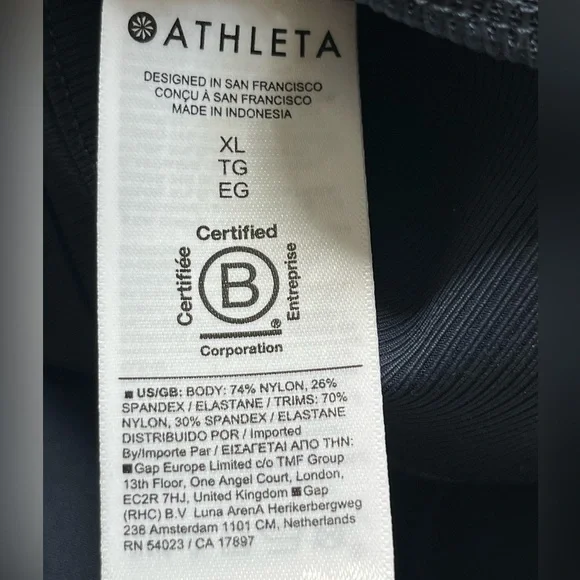 ATHLETA
DESIGNED IN SAN FRANCISCO
CONÇU À SAN FRANCISCO
MADE IN INDONESIA
XL
TG
EG
Certified
Certifiée
B
Entreprise
®
Corporation
US/GB: BODY: 74% NYLON, 26%
SPANDEX / ELASTANE / TRIMS: 70%
NYLON, 30% SPANDEX / ELASTANE
DISTRIBUIDO POR / Imported
By/Importe Par / ΕΙΣΑΓΕΤΑΙ ΑΠΟ ΤΗΝ:
Gap Europe Limited c/o TMF Group
13th Floor, One Angel Court, London,
EC2R 7HJ, United Kingdom Gap
(RHC) B.V Luna ArenA Herikerbergweg
238 Amsterdam 1101 CM, Netherlands
RN 54023 / CA 17897